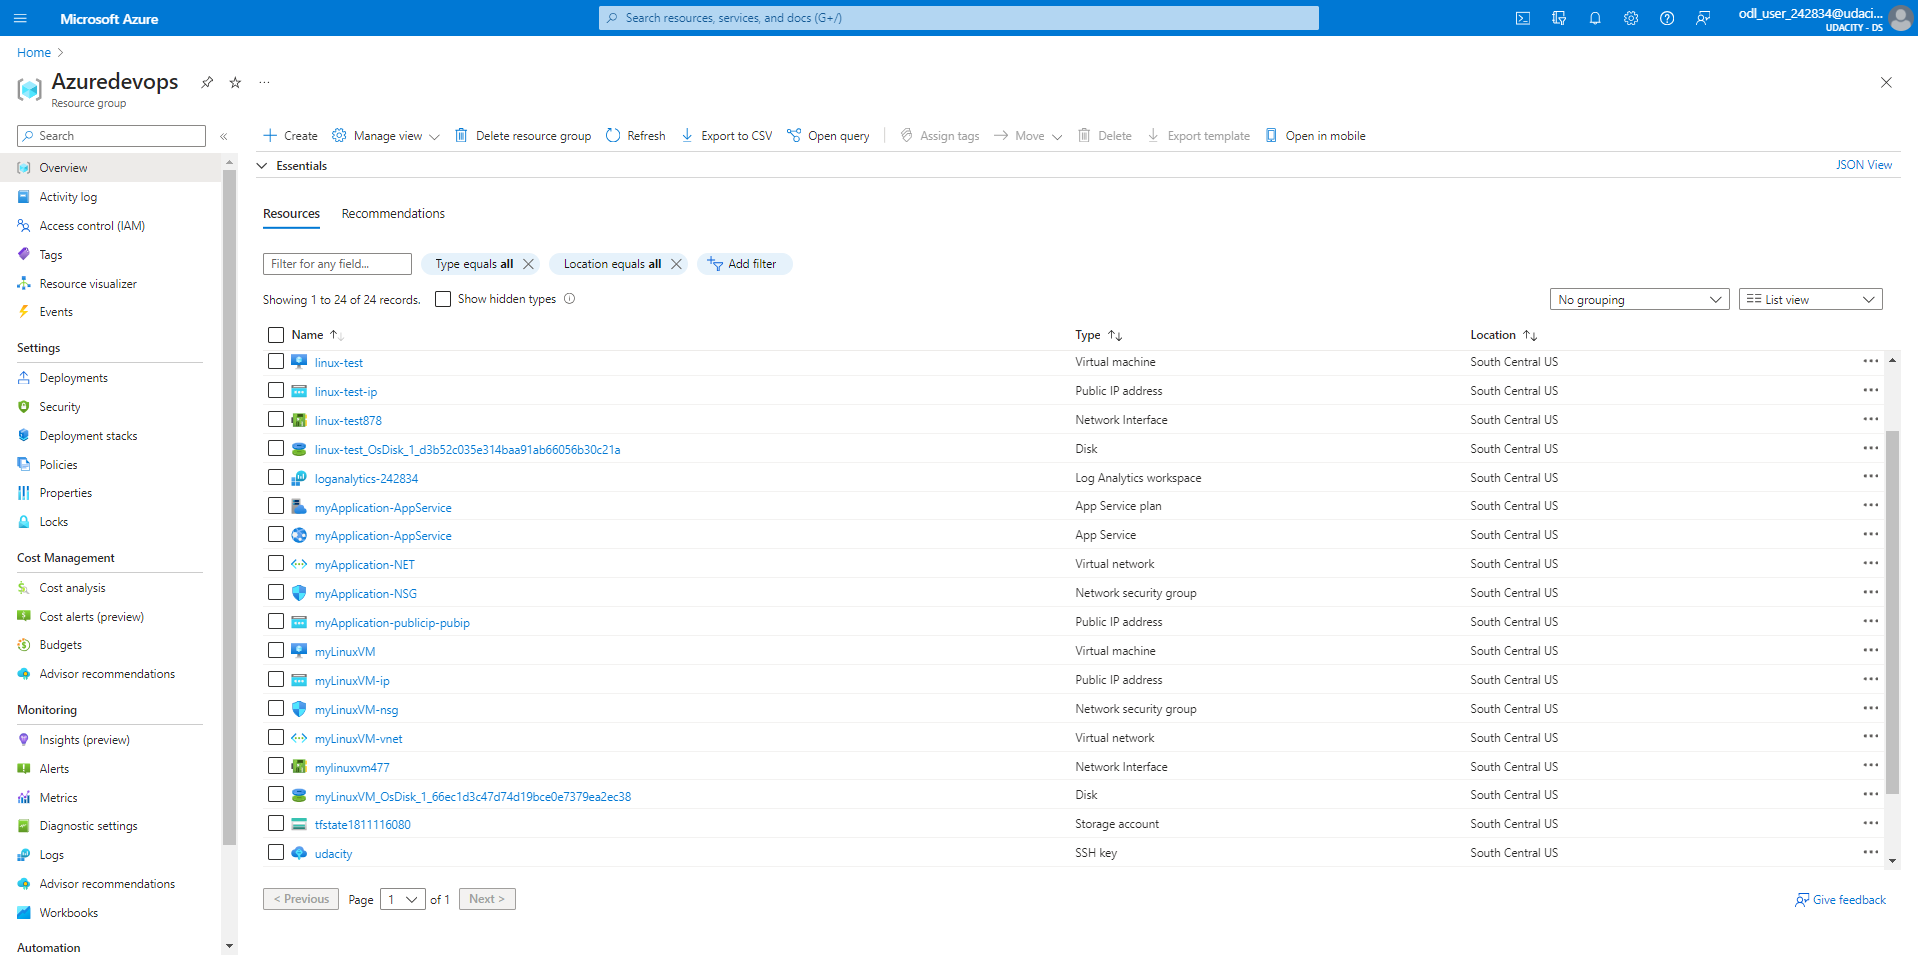 Microsoft Azure
Search resources, services, and docs (G+/)
odl_user_242834@udaci...
UDACITY - DS
Home
Azuredevops
Resource group
Search
Create
Manage view
Delete resource group
Refresh
Export to CSV
Open query
Assign tags
Move
Delete
Export template
Open in mobile
Essentials
JSON View
Overview
Activity log
Access control (IAM)
Tags
Resource visualizer
Events
Settings
Deployments
Security
Deployment stacks
Policies
Properties
Locks
Cost Management
Cost analysis
Cost alerts (preview)
Budgets
Advisor recommendations
Monitoring
Insights (preview)
Alerts
Metrics
Diagnostic settings
Logs
Advisor recommendations
Workbooks
Automation
Resources Recommendations
Filter for any field...
Type equals all
Location equals all
Add filter
Showing 1 to 24 of 24 records.
Show hidden types
No grouping
List view
Name Type Location
linux-test Virtual machine South Central US
linux-test-ip Public IP address South Central US
linux-test878 Network Interface South Central US
linux-test_OsDisk_1_d3b52c035e314baa91ab66056b30c21a Disk South Central US
loganalytics-242834 Log Analytics workspace South Central US
myApplication-AppService App Service plan South Central US
myApplication-AppService App Service South Central US
myApplication-NET Virtual network South Central US
myApplication-NSG Network security group South Central US
myApplication-publicip-pubip Public IP address South Central US
myLinuxVM Virtual machine South Central US
myLinuxVM-ip Public IP address South Central US
myLinuxVM-nsg Network security group South Central US
myLinuxVM-vnet Virtual network South Central US
mylinuxvm477 Network Interface South Central US
myLinuxVM_OsDisk_1_66ec1d3c47d74d19bce0e7379ea2ec38 Disk South Central US
tfstate1811116080 Storage account South Central US
udacity SSH key South Central US
< Previous Page 1 of 1 Next >
Give feedback